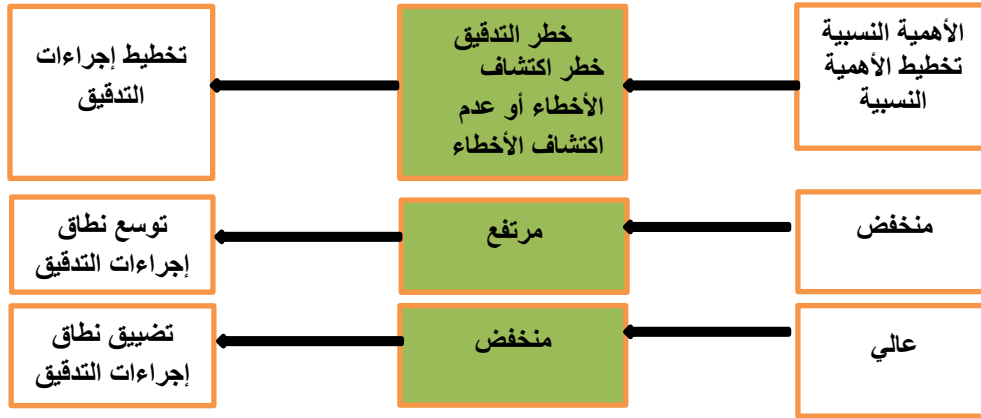 الأهمية النسبية
تخطيط الأهمية
النسبية
خطر التدقيق
خطر اكتشاف
الأخطاء أو عدم
اكتشاف الأخطاء
تخطيط إجراءات
التدقيق
منخفض
مرتفع
توسع نطاق
إجراءات التدقيق
عالي
منخفض
تضييق نطاق
إجراءات التدقيق